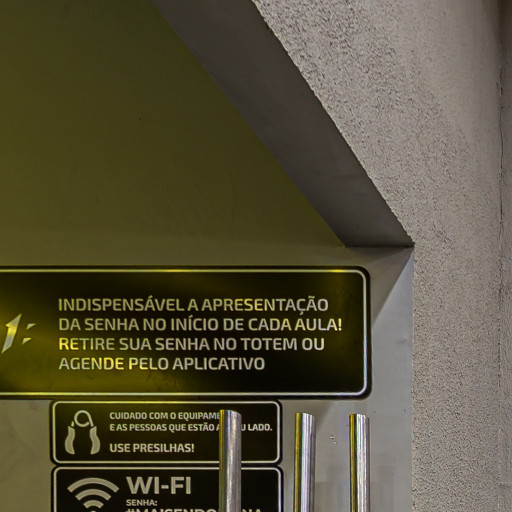 INDISPENSÁVEL A APRESENTAÇÃO
DA SENHA NO INÍCIO DE CADA AULA!
RETIRE SUA SENHA NO TOTEM OU
AGENDE PELO APLICATIVO
CUIDADO COM O
E AS PESSOAS QUE ESTÃO LADO.
USE PRESILHAS!
WI-FI
SENHA: